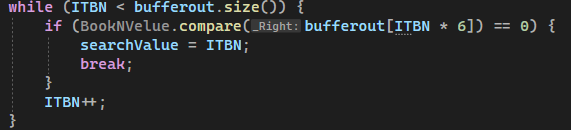 while (ITBN < bufferout.size()) {
if (BookNVelue.compare(_Right: bufferout[ITBN * 6]) == 0) {
searchValue = ITBN;
break;
}
ITBN++;
}